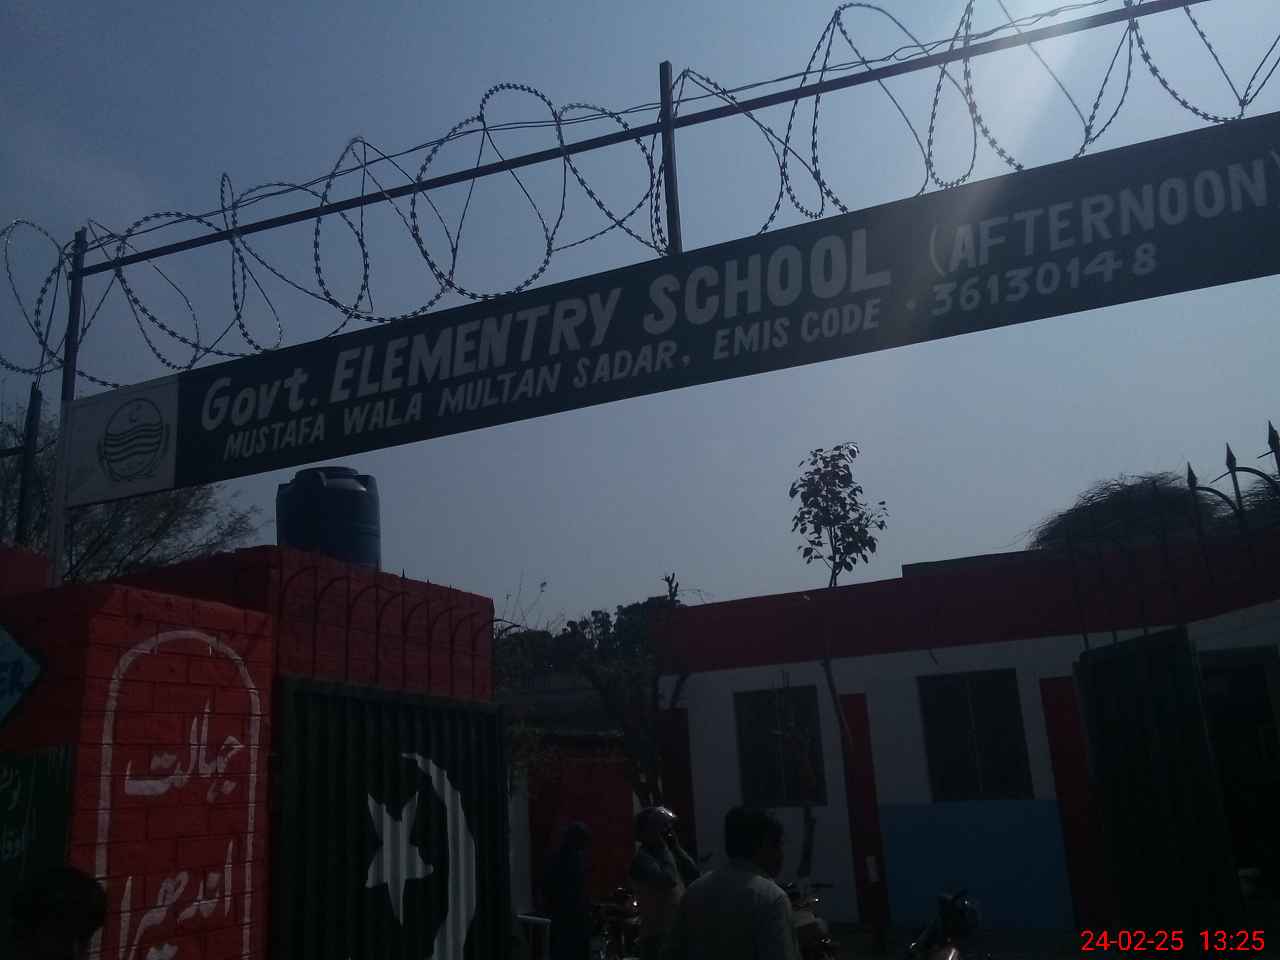 Govt. ELEMENTRY SCHOOL (AFTERNOON)
MUSTAFA WALA MULTAN SADAR, EMIS CODE . 36130148
جہالت
اندھیرا
24-02-25 13:25